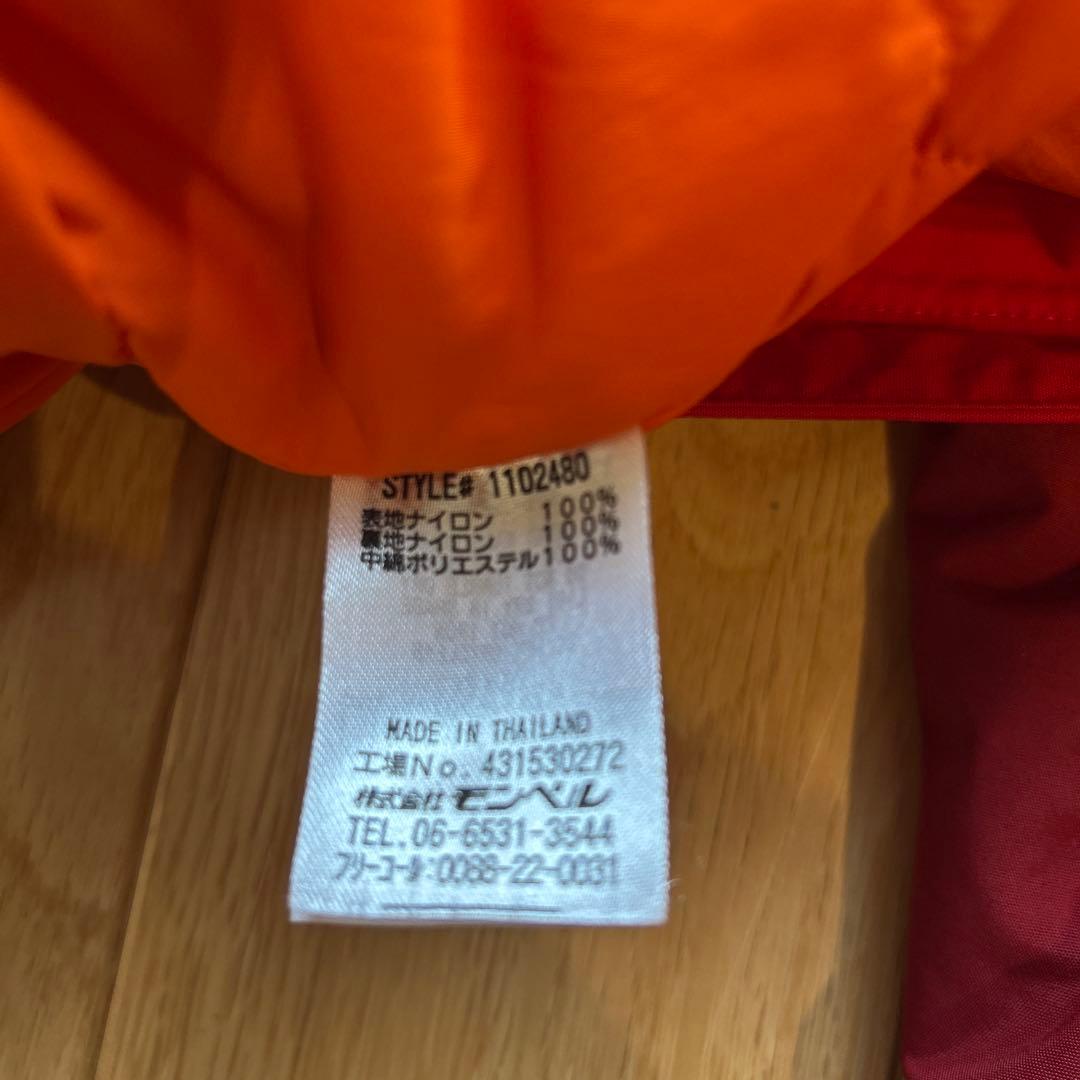 STYLE# 1102480
表地ナイロン 100%
裏地ナイロン 100%
中綿ポリエステル100%
MADE IN THAILAND
工場No. 431530272
株式会社 モンベル
TEL.06-6531-3544
フリーコール:0088-22-0031